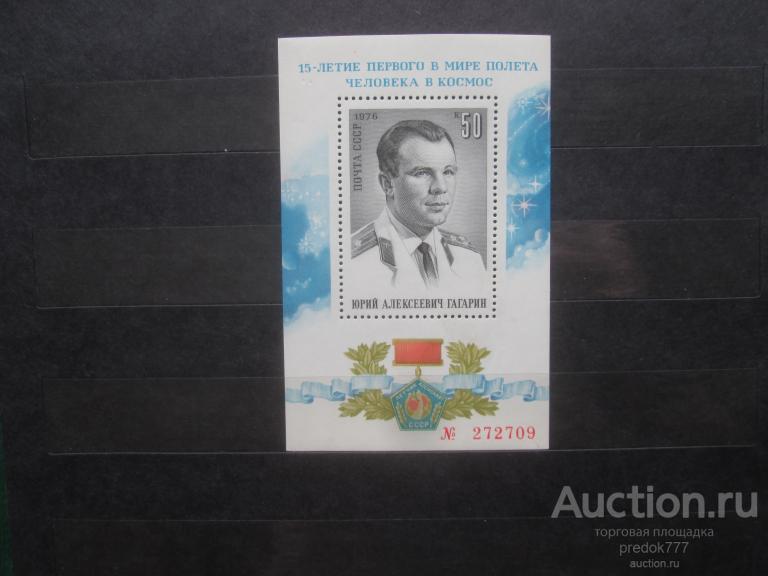 15-ЛЕТИЕ ПЕРВОГО В МИРЕ ПОЛЕТА
ЧЕЛОВЕКА В КОСМОС
1976
К 50
ПОЧТА СССР
ЮРИЙ АЛЕКСЕЕВИЧ ГАГАРИН
СССР
№ 272709
Auction.ru
торговая площадка
predok777
auction.ru